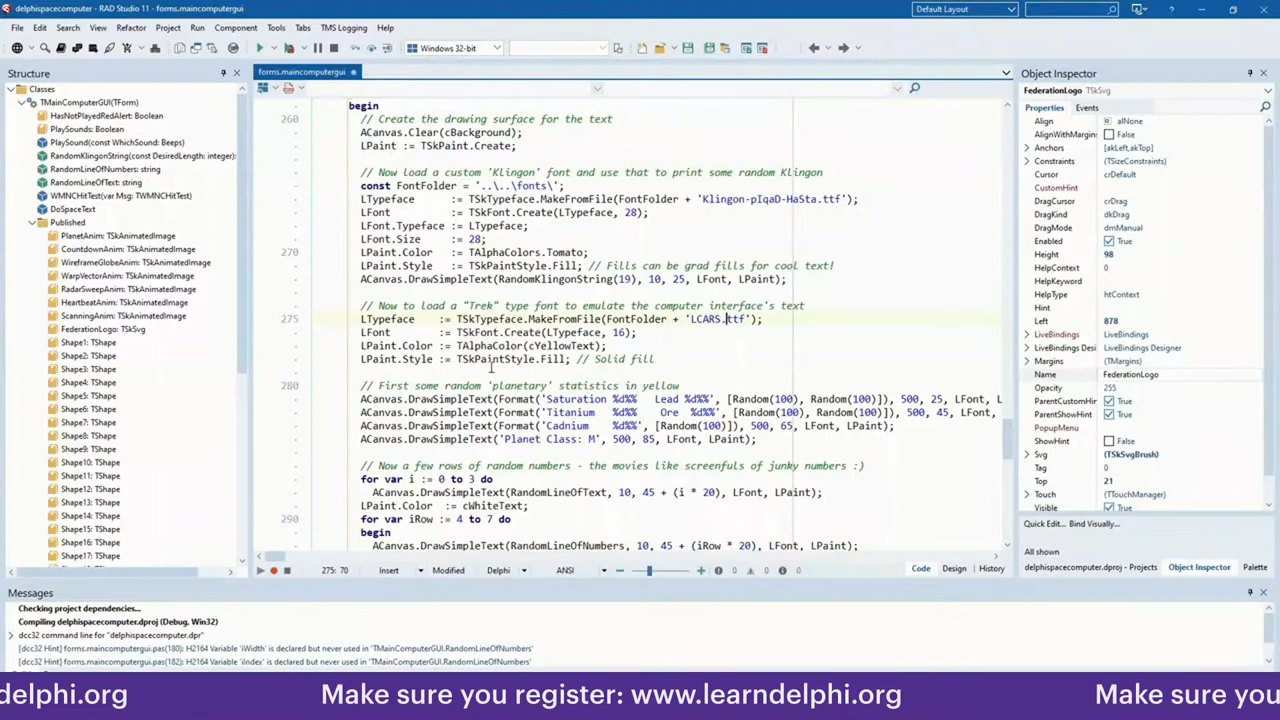 delphispacecomputer - RAD Studio 11 - forms.maincomputergui
Default Layout
File Edit Search View Refactor Project Run Component Tools Tabs TMS Logging Help
Windows 32-bit
Structure
Classes
TMainComputerGUI(TForm)
HasNotPlayedRedAlert: Boolean
PlaySounds: Boolean
PlaySound(const WhichSound: Beeps)
RandomKlingonString(const DesiredLength: integer):
RandomLineOfNumbers: string
RandomLineOfText: string
WMNCHitTest(var Msg: TWMNCHitTest)
DoSpaceText
Published
PlanetAnim: TSkAnimatedImage
CountdownAnim: TSkAnimatedImage
WireframeGlobeAnim: TSkAnimatedImage
WarpVectorAnim: TSkAnimatedImage
RadarSweepAnim: TSkAnimatedImage
HeartbeatAnim: TSkAnimatedImage
ScanningAnim: TSkAnimatedImage
FederationLogo: TSkSvg
Shape1: TShape
Shape2: TShape
Shape3: TShape
Shape4: TShape
Shape5: TShape
Shape6: TShape
Shape7: TShape
Shape8: TShape
Shape9: TShape
Shape10: TShape
Shape11: TShape
Shape12: TShape
Shape13: TShape
Shape14: TShape
Shape15: TShape
Shape16: TShape
Shape17: TShape
forms.maincomputergui
begin
260 // Create the drawing surface for the text
ACanvas.Clear(cBackground);
LPaint := TSkPaint.Create;
// Now load a custom 'Klingon' font and use that to print some random Klingon
const FontFolder = '..\..\fonts\';
LTypeface := TSkTypeface.MakeFromFile(FontFolder + 'Klingon-pIqaD-HaSta.ttf');
LFont := TSkFont.Create(LTypeface, 28);
LFont.Typeface := LTypeface;
LFont.Size := 28;
270 LPaint.Color := TAlphaColors.Tomato;
LPaint.Style := TSkPaintStyle.Fill; // Fills can be grad fills for cool text!
ACanvas.DrawSimpleText(RandomKlingonString(19), 10, 25, LFont, LPaint);
// Now to load a "Trek" type font to emulate the computer interface's text
275 LTypeface := TSkTypeface.MakeFromFile(FontFolder + 'LCARS.ttf');
LFont := TSkFont.Create(LTypeface, 16);
LPaint.Color := TAlphaColor(cYellowText);
LPaint.Style := TSkPaintStyle.Fill; // Solid fill
280 // First some random 'planetary' statistics in yellow
ACanvas.DrawSimpleText(Format('Saturation %d%% Lead %d%%', [Random(100), Random(100)]), 500, 25, LFont, L
ACanvas.DrawSimpleText(Format('Titanium %d%% Ore %d%%', [Random(100), Random(100)]), 500, 45, LFont, L
ACanvas.DrawSimpleText(Format('Cadnium %d%%', [Random(100)]), 500, 65, LFont, LPaint);
ACanvas.DrawSimpleText('Planet Class: M', 500, 85, LFont, LPaint);
// Now a few rows of random numbers - the movies like screenfuls of junky numbers :)
for var i := 0 to 3 do
ACanvas.DrawSimpleText(RandomLineOfText, 10, 45 + (i * 20), LFont, LPaint);
LPaint.Color := cWhiteText;
290 for var iRow := 4 to 7 do
begin
ACanvas.DrawSimpleText(RandomLineOfNumbers, 10, 45 + (iRow * 20), LFont, LPaint);
275: 70 Insert Modified Delphi ANSI 0 0 0 Code Design History
Object Inspector
FederationLogo TSkSvg
Properties Events
Align alNone
AlignWithMargin: False
Anchors [akLeft,akTop]
Constraints (TSizeConstraints)
Cursor crDefault
CustomHint
DragCursor crDrag
DragKind dkDrag
DragMode dmManual
Enabled True
Height 98
HelpContext 0
HelpKeyword
HelpType htContext
Hint
Left 878
LiveBindings LiveBindings
LiveBinding Desi LiveBindings Designer
Margins (TMargins)
Name FederationLogo
Opacity 255
ParentCustomHin True
ParentShowHint True
PopupMenu
ShowHint False
Svg (TSkSvgBrush)
Tag 0
Top 21
Touch (TTouchManager)
Visible True
Quick Edit... Bind Visually...
All shown
delphispacecomputer.dproj - Projects Object Inspector Palette
Messages
Checking project dependencies...
Compiling delphispacecomputer.dproj (Debug, Win32)
dcc32 command line for "delphispacecomputer.dpr"
[dcc32 Hint] forms.maincomputergui.pas(180): H2164 Variable 'iWidth' is declared but never used in 'TMainComputerGUI.RandomLineOfNumbers'
[dcc32 Hint] forms.maincomputergui.pas(182): H2164 Variable 'iIndex' is declared but never used in 'TMainComputerGUI.RandomLineOfText'
delphi.org Make sure you register: www.learndelphi.org Make sure you